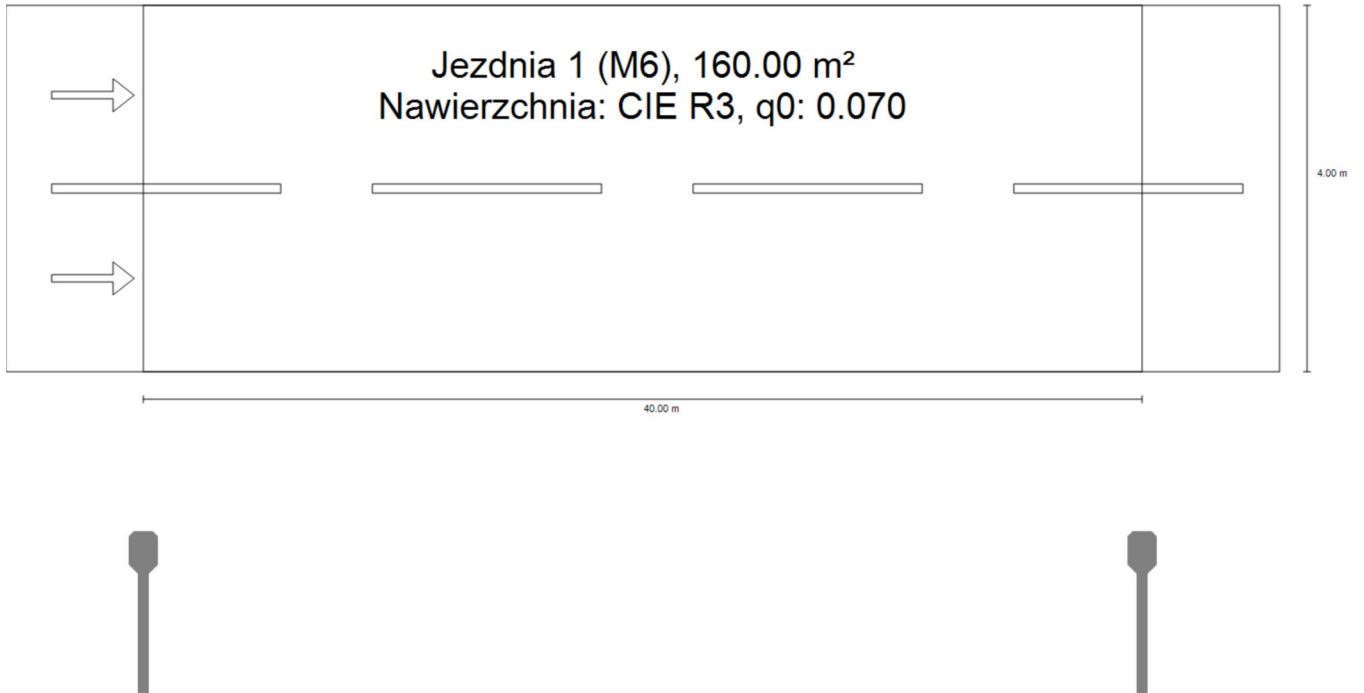 Jezdnia 1 (M6), 160.00 m²
Nawierzchnia: CIE R3, q0: 0.070
4.00 m
40.00 m